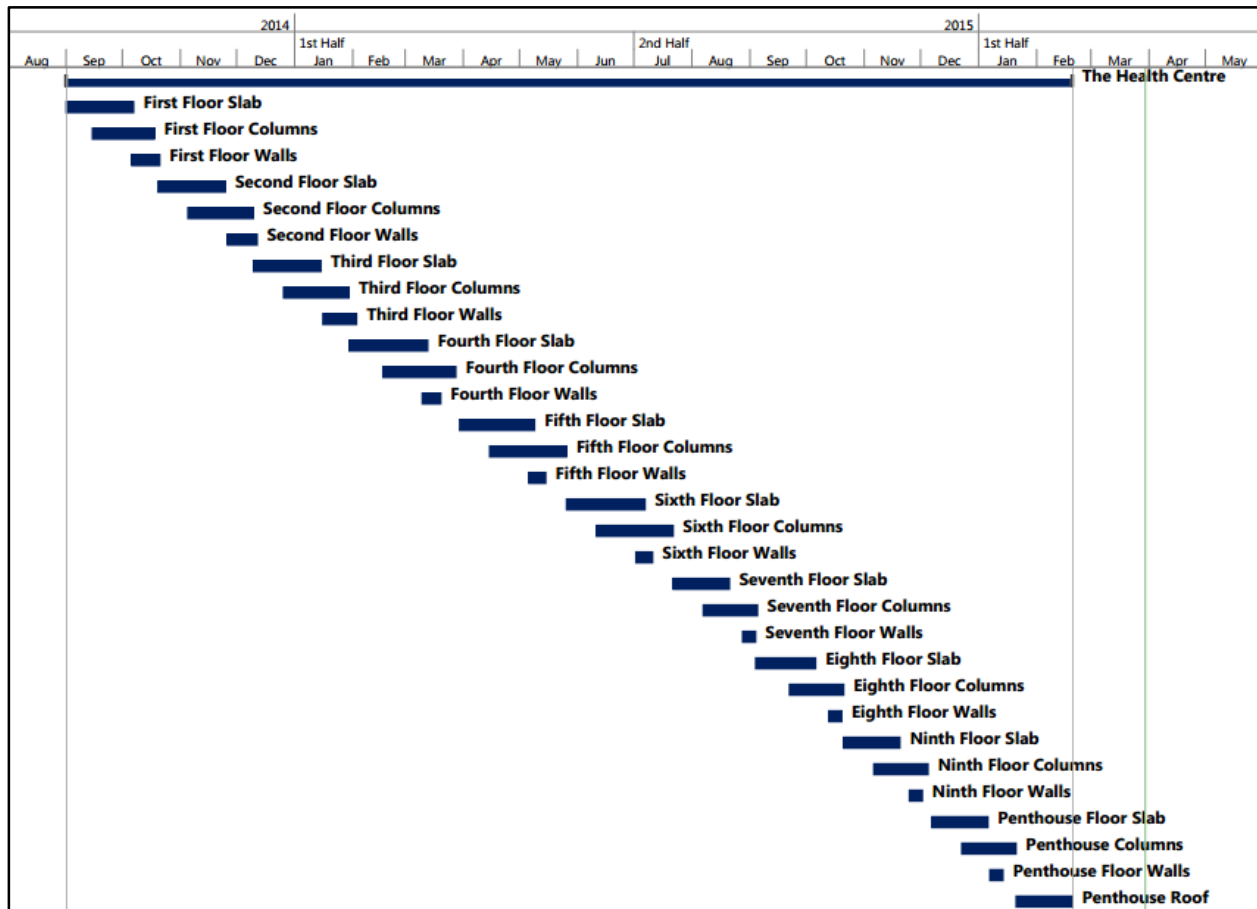 2014 2015
1st Half 2nd Half 1st Half
Aug Sep Oct Nov Dec Jan Feb Mar Apr May Jun Jul Aug Sep Oct Nov Dec Jan Feb Mar Apr May
The Health Centre
First Floor Slab
First Floor Columns
First Floor Walls
Second Floor Slab
Second Floor Columns
Second Floor Walls
Third Floor Slab
Third Floor Columns
Third Floor Walls
Fourth Floor Slab
Fourth Floor Columns
Fourth Floor Walls
Fifth Floor Slab
Fifth Floor Columns
Fifth Floor Walls
Sixth Floor Slab
Sixth Floor Columns
Sixth Floor Walls
Seventh Floor Slab
Seventh Floor Columns
Seventh Floor Walls
Eighth Floor Slab
Eighth Floor Columns
Eighth Floor Walls
Ninth Floor Slab
Ninth Floor Columns
Ninth Floor Walls
Penthouse Floor Slab
Penthouse Columns
Penthouse Floor Walls
Penthouse Roof